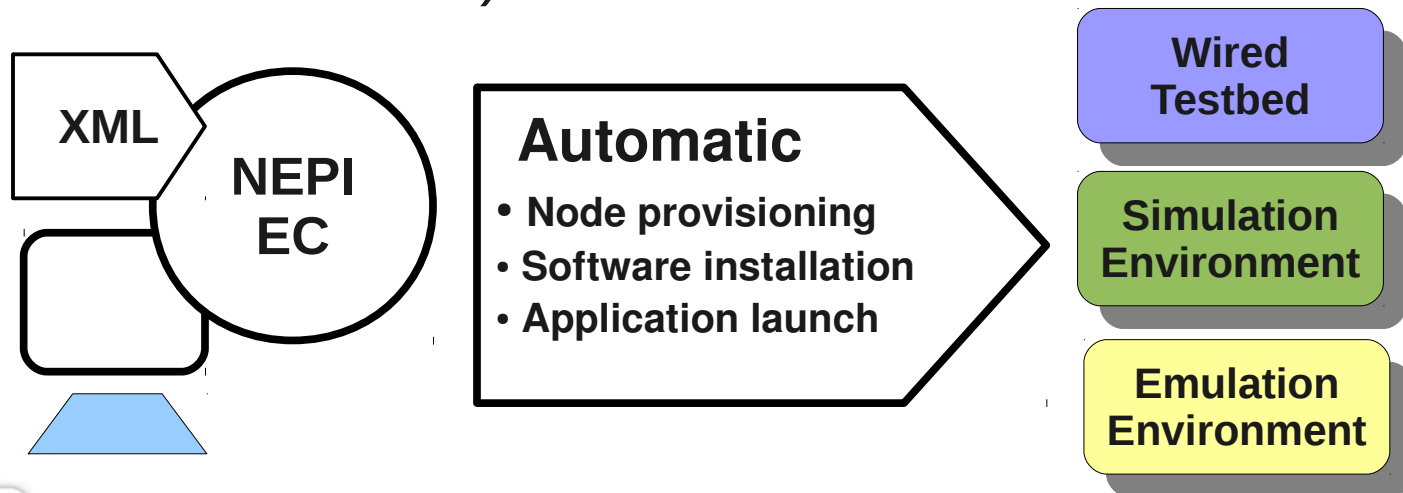 XML
NEPI
EC
Automatic
• Node provisioning
• Software installation
• Application launch
Wired
Testbed
Simulation
Environment
Emulation
Environment